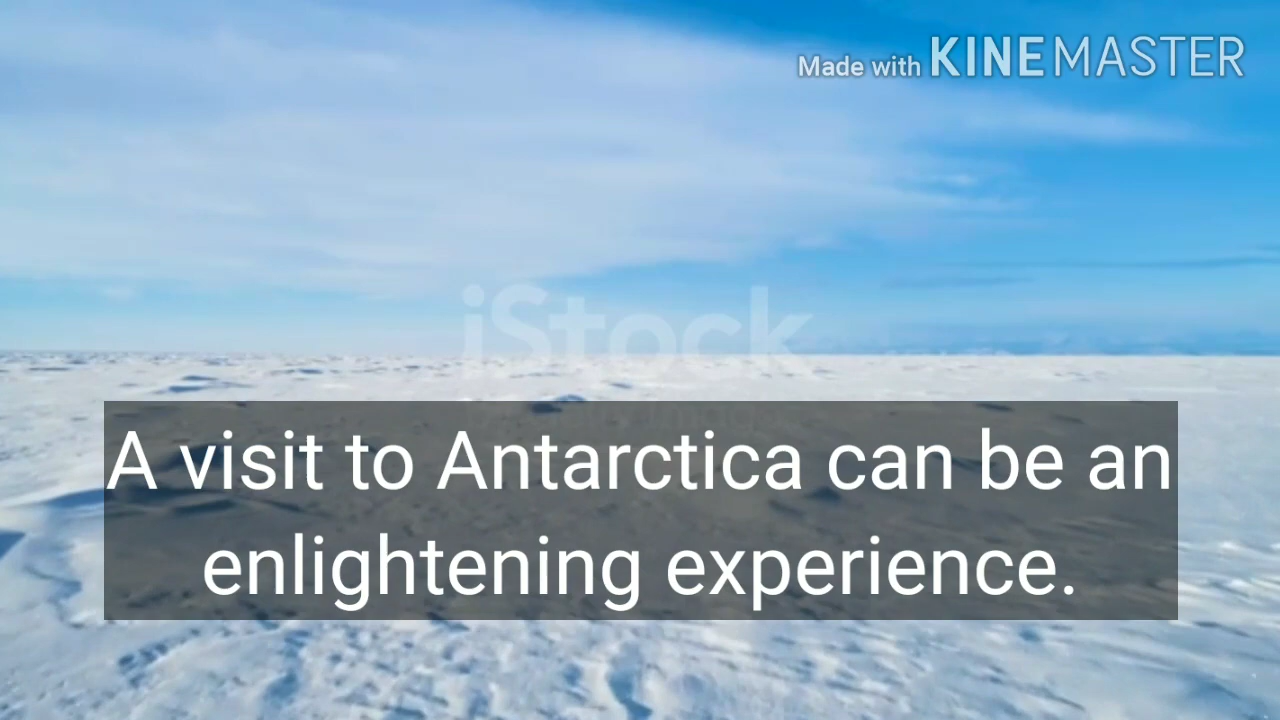 Made with KINEMASTER
iStock
A visit to Antarctica can be an
enlightening experience.